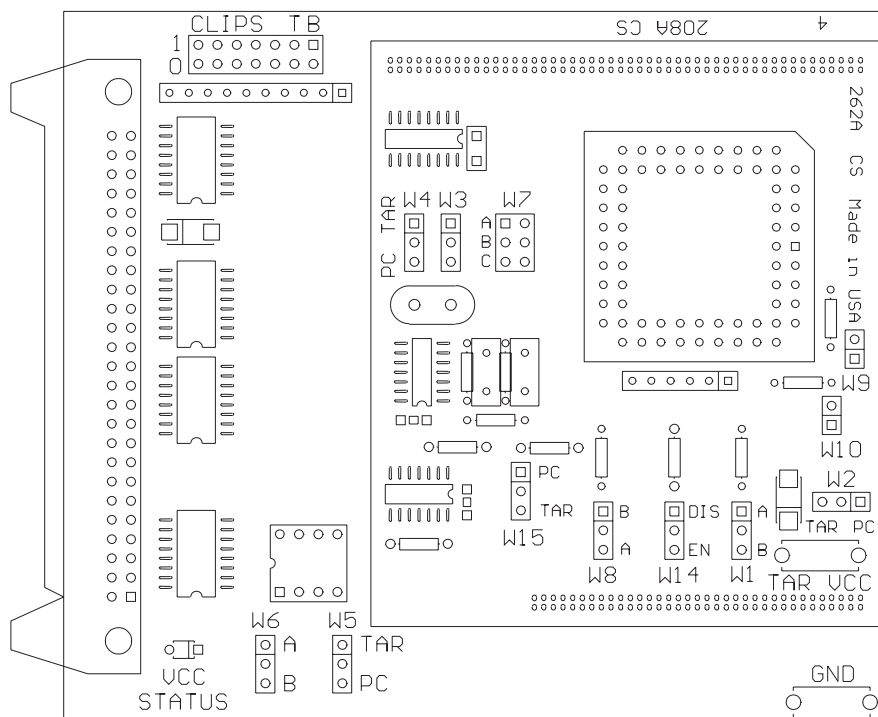 CLIPS TB
1
0
208A CS
4
262A CS Made in USA
W4 W3 W7
PC TAR
A
B
C
W9
W10
W2
TAR PC
PC
TAR
W15
B
A
W8
DIS
EN
W14
A
B
W1
TAR VCC
W6
A
B
W5
TAR
PC
VCC
STATUS
GND